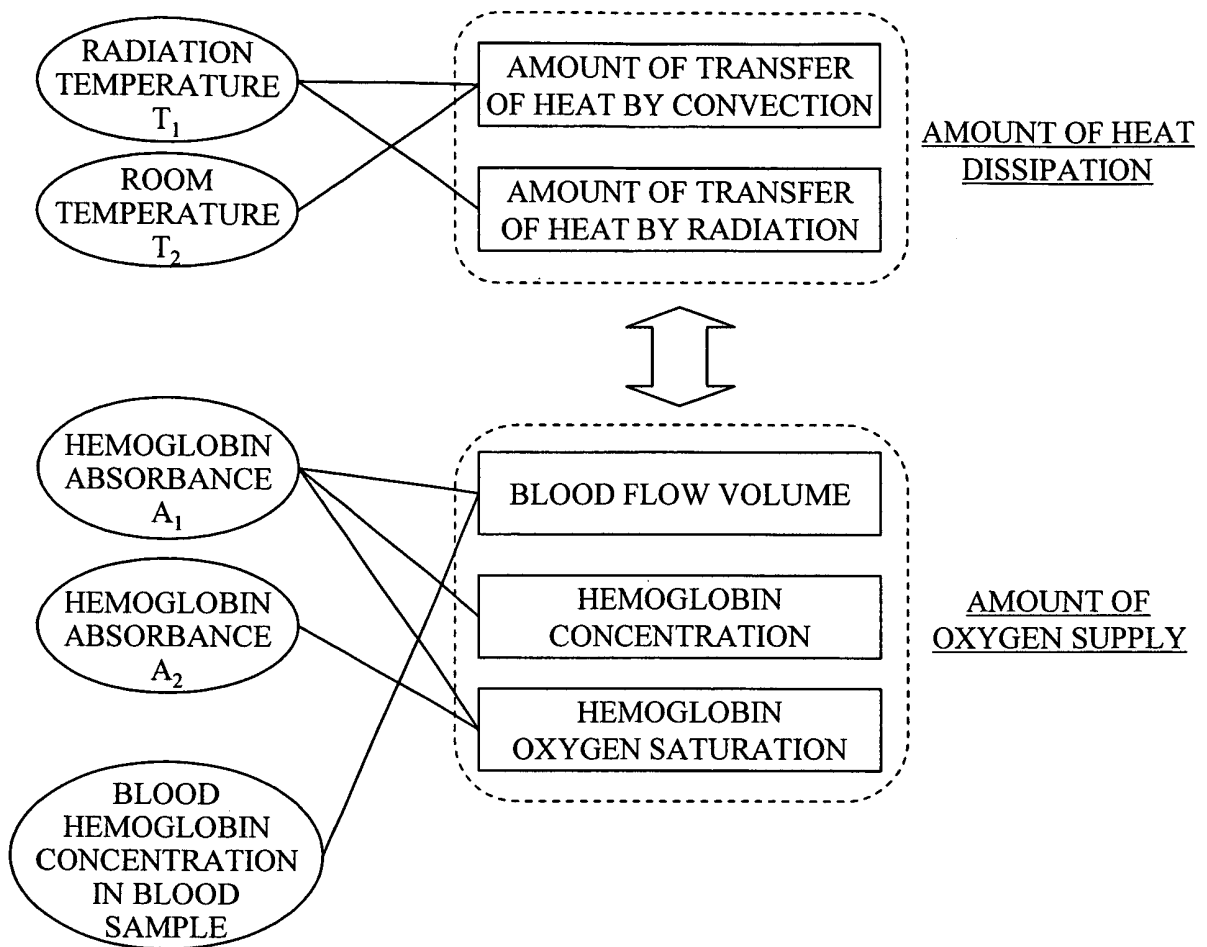 RADIATION
TEMPERATURE
T1
ROOM
TEMPERATURE
T2
AMOUNT OF TRANSFER
OF HEAT BY CONVECTION
AMOUNT OF TRANSFER
OF HEAT BY RADIATION
AMOUNT OF HEAT
DISSIPATION
HEMOGLOBIN
ABSORBANCE
A1
HEMOGLOBIN
ABSORBANCE
A2
BLOOD
HEMOGLOBIN
CONCENTRATION
IN BLOOD
SAMPLE
BLOOD FLOW VOLUME
HEMOGLOBIN
CONCENTRATION
HEMOGLOBIN
OXYGEN SATURATION
AMOUNT OF
OXYGEN SUPPLY